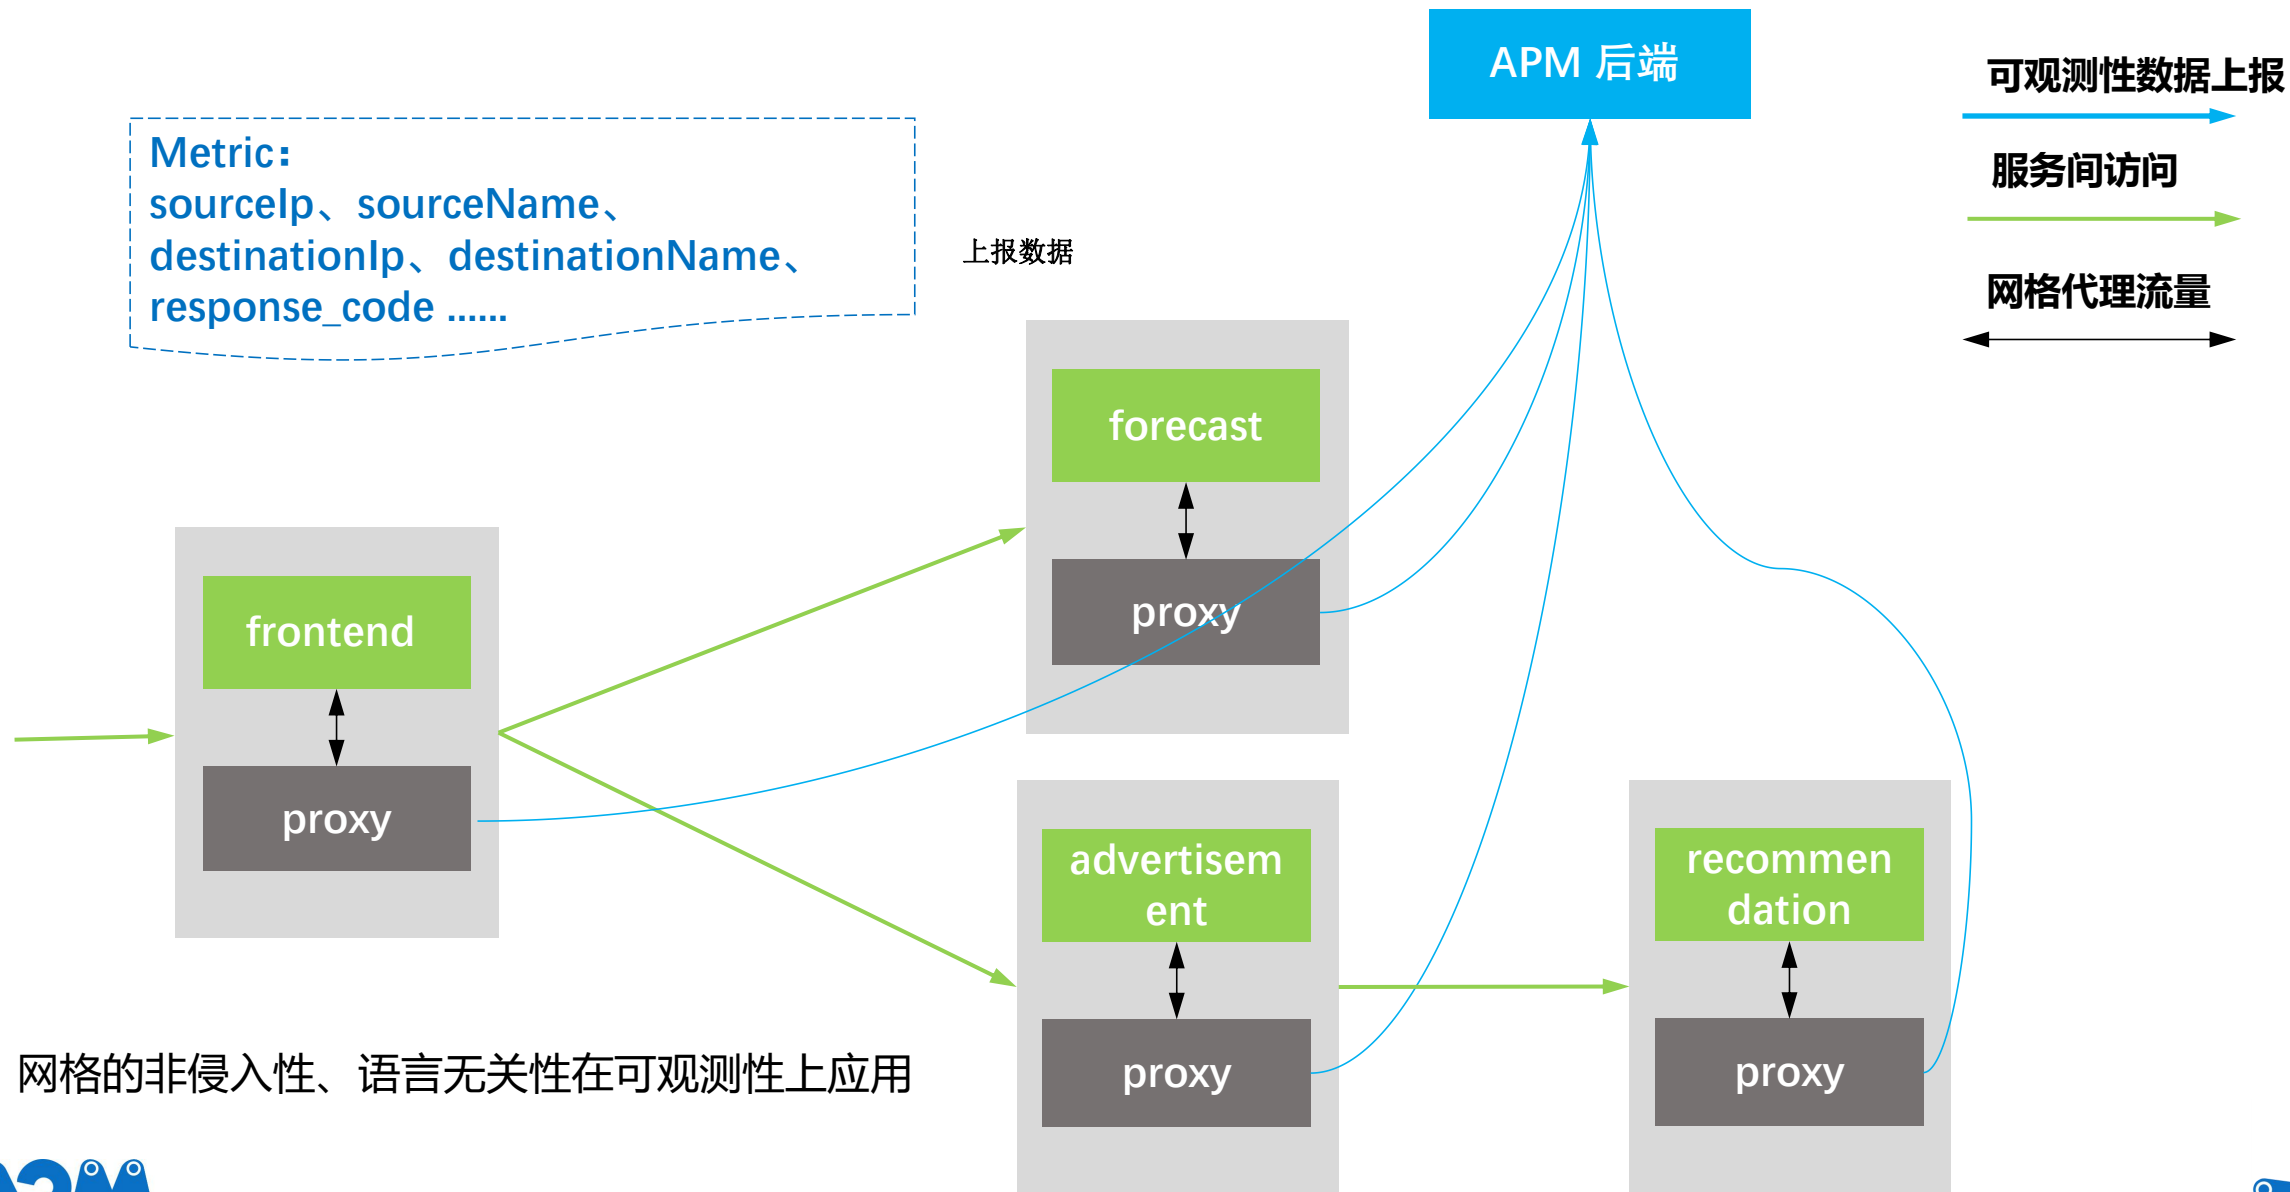 APM 后端
可观测性数据上报
服务间访问
网格代理流量
Metric：
sourceIp、sourceName、
destinationIp、destinationName、
response_code ......
上报数据
forecast
proxy
frontend
proxy
advertisem
ent
proxy
recommen
dation
proxy
网格的非侵入性、语言无关性在可观测性上应用